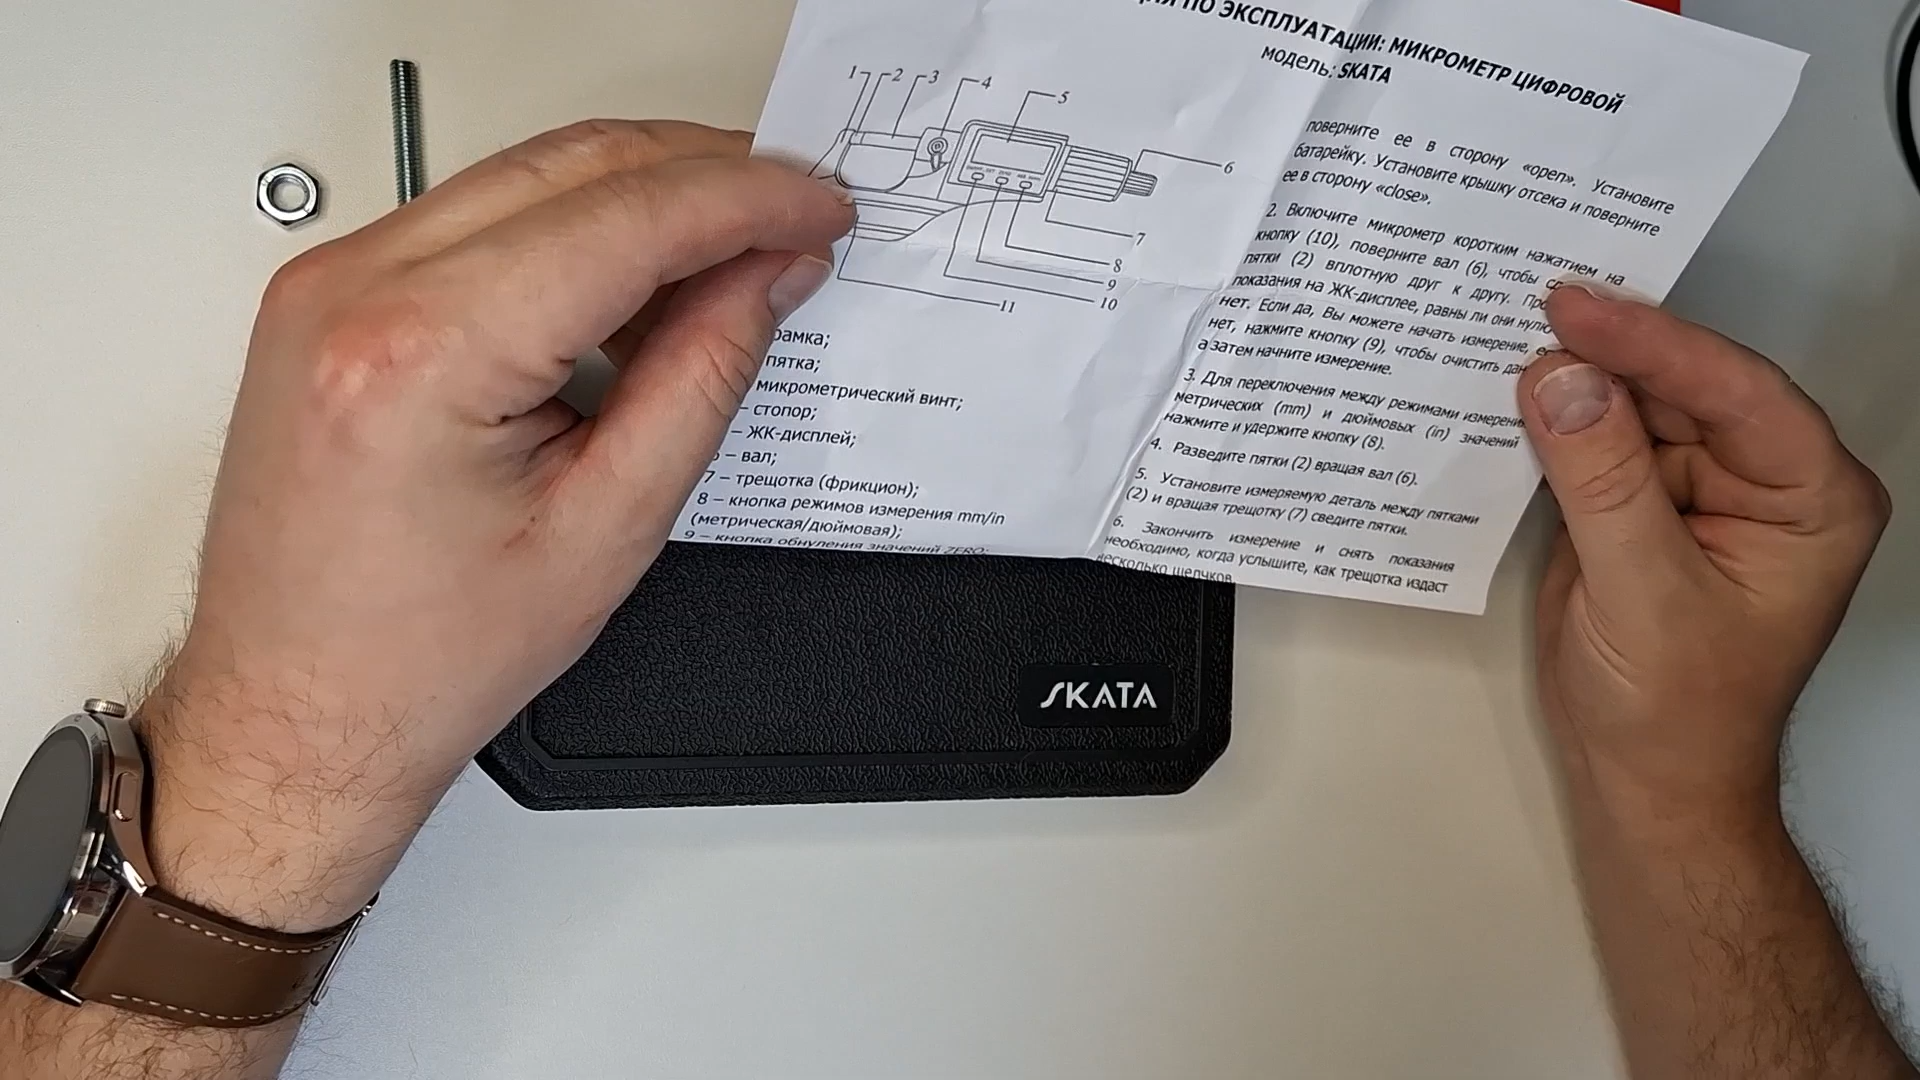 ПО ЭКСПЛУАТАЦИИ: МИКРОМЕТР ЦИФРОВОЙ
модель: SKATA
1 2 3 4
5
6
7
8
9
10
11
рамка;
пятка;
микрометрический винт;
– стопор;
– ЖК-дисплей;
– вал;
7 – трещотка (фрикцион);
8 – кнопка режимов измерения mm/in
(метрическая/дюймовая);
9 – кнопка обнуления значений ZERO;
поверните ее в сторону «open». Установите
батарейку. Установите крышку отсека и поверните
ее в сторону «close».
2. Включите микрометр коротким нажатием на
кнопку (10), поверните вал (6), чтобы
пятки (2) вплотную друг к другу.
показания на ЖК-дисплее, равны ли они нулю
нет. Если да, Вы можете начать измерение,
нет, нажмите кнопку (9), чтобы очистить
а затем начните измерение.
3. Для переключения между режимами
метрических (mm) и дюймовых (in) значений
нажмите и удержите кнопку (8).
4. Разведите пятки (2) вращая вал (6).
5. Установите измеряемую деталь между пятками
(2) и вращая трещотку (7) сведите пятки.
6. Закончить измерение и снять показания
необходимо, когда услышите, как трещотка издаст
несколько щелчков
SKATA